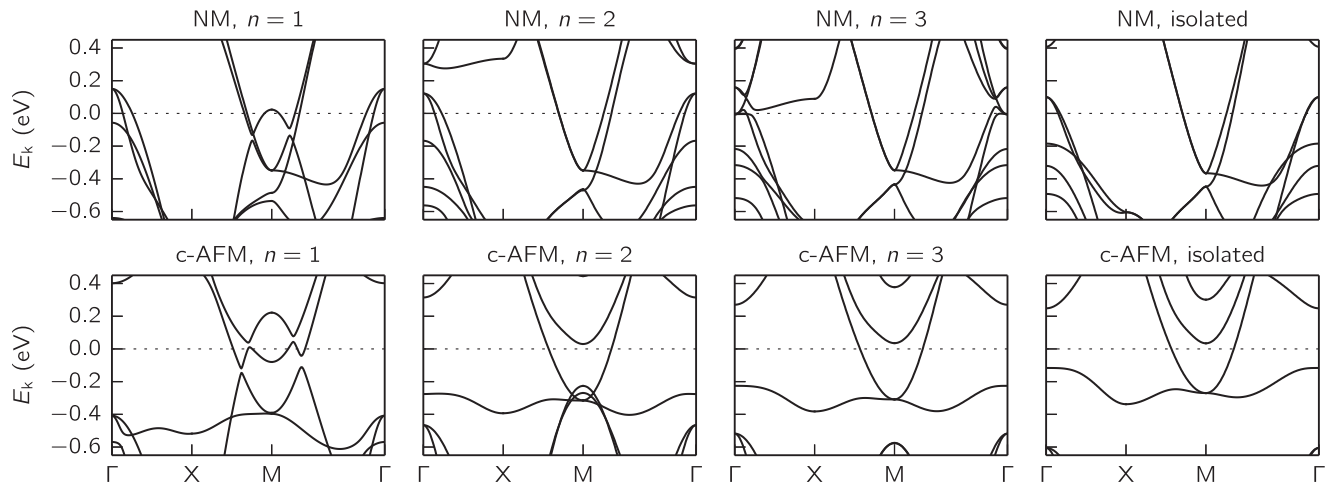 NM, n = 1 NM, n = 2 NM, n = 3 NM, isolated
0.4
0.2
0.0
−0.2
−0.4
−0.6
Ek (eV)
c-AFM, n = 1 c-AFM, n = 2 c-AFM, n = 3 c-AFM, isolated
0.4
0.2
0.0
−0.2
−0.4
−0.6
Ek (eV)
Γ X M Γ Γ X M Γ Γ X M Γ Γ X M Γ